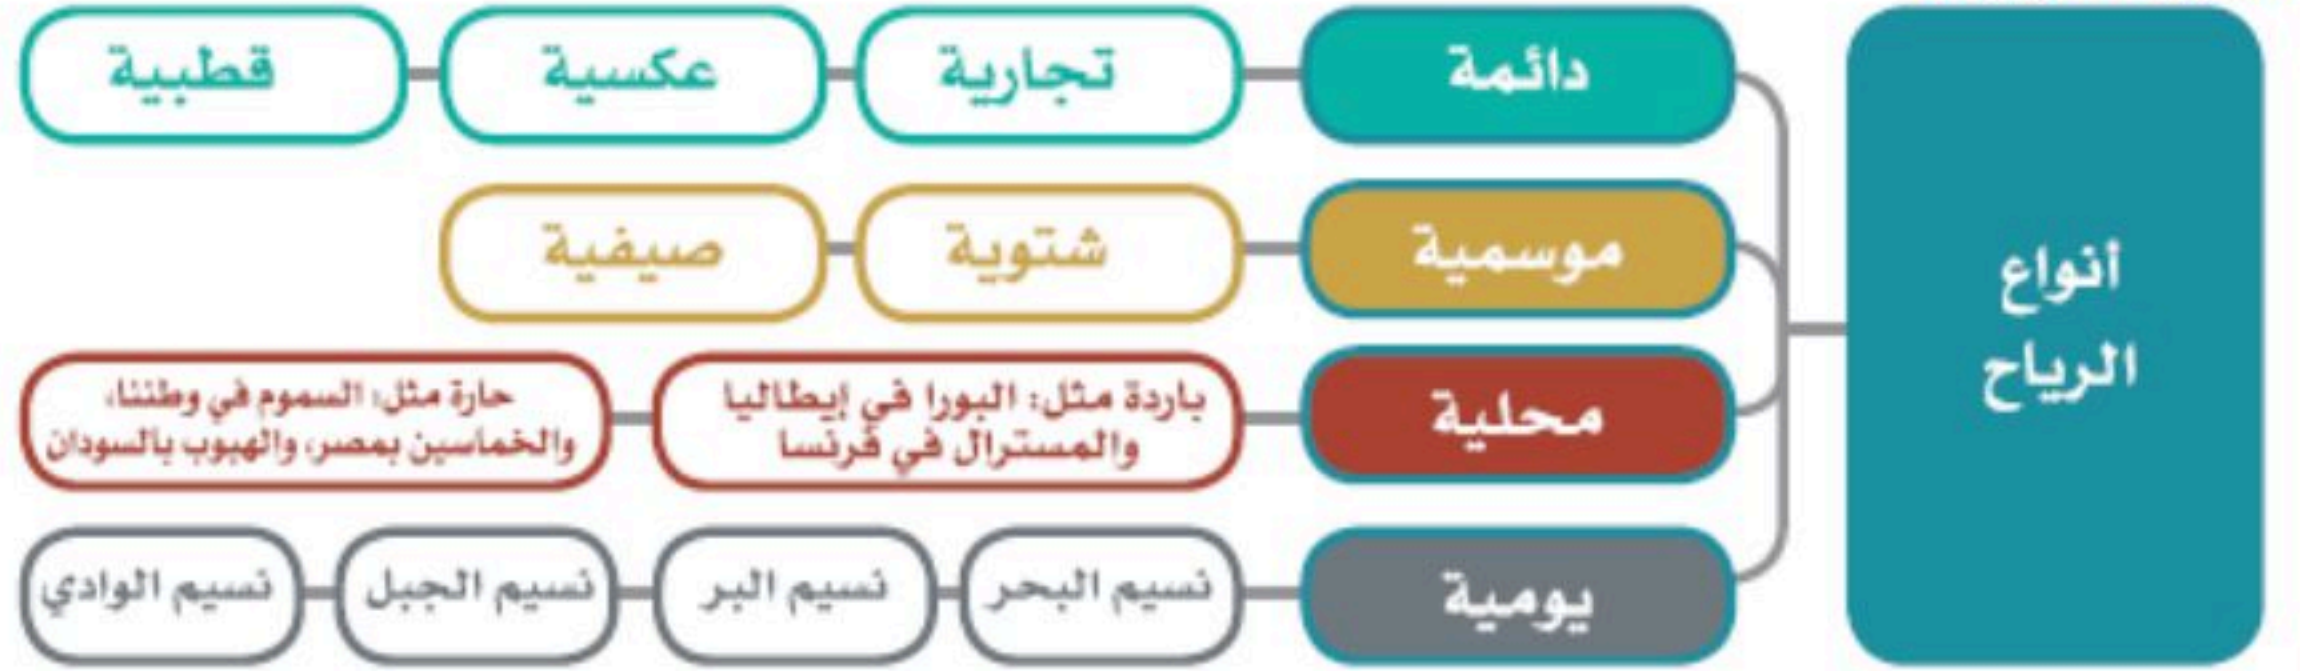 أنواع
الرياح
دائمة
تجارية
عكسية
قطبية
موسمية
شتوية
صيفية
محلية
باردة مثل: البورا في إيطاليا
والمسترال في فرنسا
حارة مثل: السموم في وطننا،
والخماسين بمصر، والهبوب بالسودان
يومية
نسيم البحر
نسيم البر
نسيم الجبل
نسيم الوادي